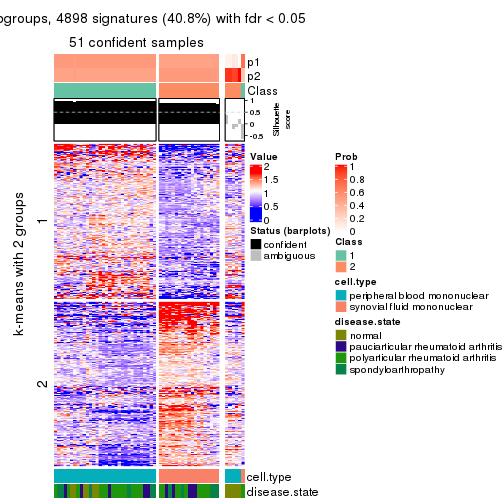 ogroups, 4898 signatures (40.8%) with fdr < 0.05
51 confident samples
p1
p2
Class
1
0.5
0
-0.5
Silhouette
score
k-means with 2 groups
1
2
Value
2
1.5
1
0.5
0
Status (barplots)
confident
ambiguous
Prob
1
0.8
0.6
0.4
0.2
0
Class
1
2
cell.type
peripheral blood mononuclear
synovial fluid mononuclear
disease.state
normal
pauciarticular rheumatoid arthritis
polyarticular rheumatoid arthritis
spondyloarthropathy
cell.type
disease.state